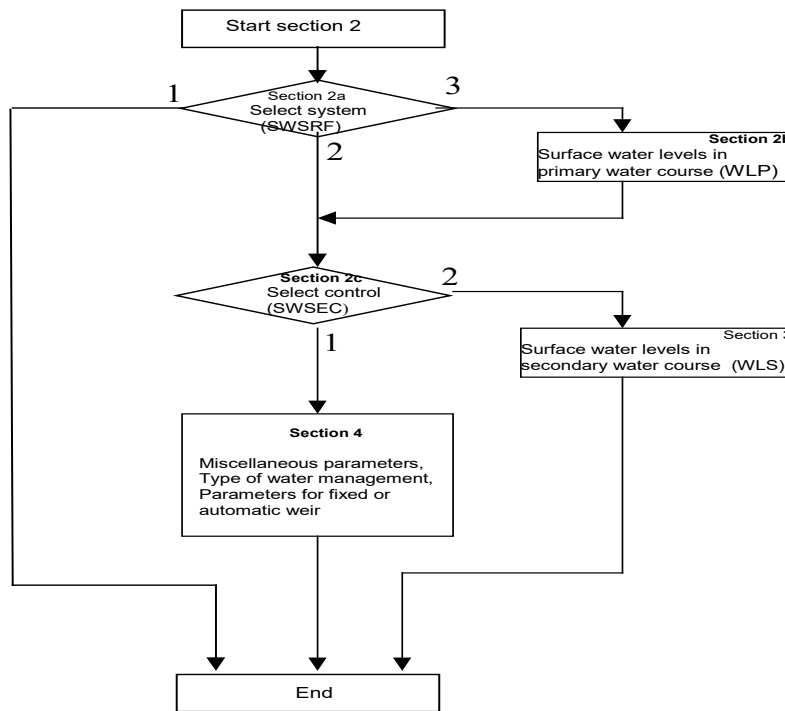 Start section 2
1
3
Section 2a
Select system
(SWSRF)
2
Surface water levels in
primary water course (WLP)
Section 2c
Select control
(SWSEC)
2
1
Section 3
Surface water levels in
secondary water course (WLS)
Section 4
Miscellaneous parameters,
Type of water management,
Parameters for fixed or
automatic weir
End